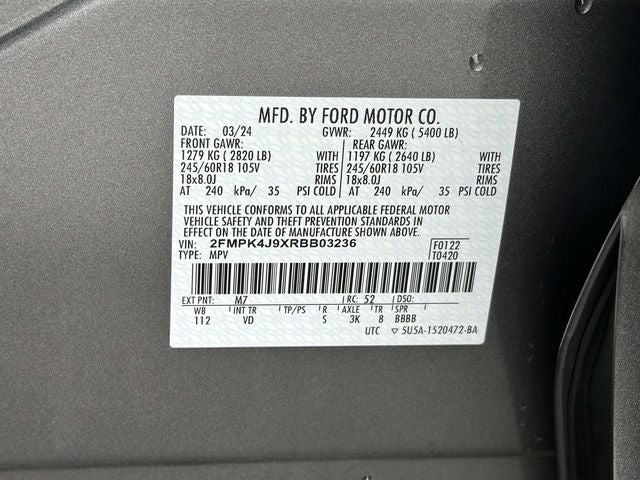 MFD. BY FORD MOTOR CO.
DATE: 03/24 GVWR: 2449 KG ( 5400 LB)
FRONT GAWR: REAR GAWR:
1279 KG ( 2820 LB) WITH 1197 KG ( 2640 LB) WITH
245/60R18 105V TIRES 245/60R18 105V TIRES
18x8.0J RIMS 18x8.0J RIMS
AT 240 kPa/ 35 PSI COLD AT 240 kPa/ 35 PSI COLD
THIS VEHICLE CONFORMS TO ALL APPLICABLE FEDERAL MOTOR
VEHICLE SAFETY AND THEFT PREVENTION STANDARDS IN
EFFECT ON THE DATE OF MANUFACTURE SHOWN ABOVE.
VIN: 2FMPK4J9XRBB03236 F0122
TYPE: MPV T0420
EXT PNT: M7 RC: 52 DSO:
WB INT TR TP/PS R AXLE TR SPR
112 VD S 3K 8 BBBB
UTC ▽ 5U5A-1520472-BA